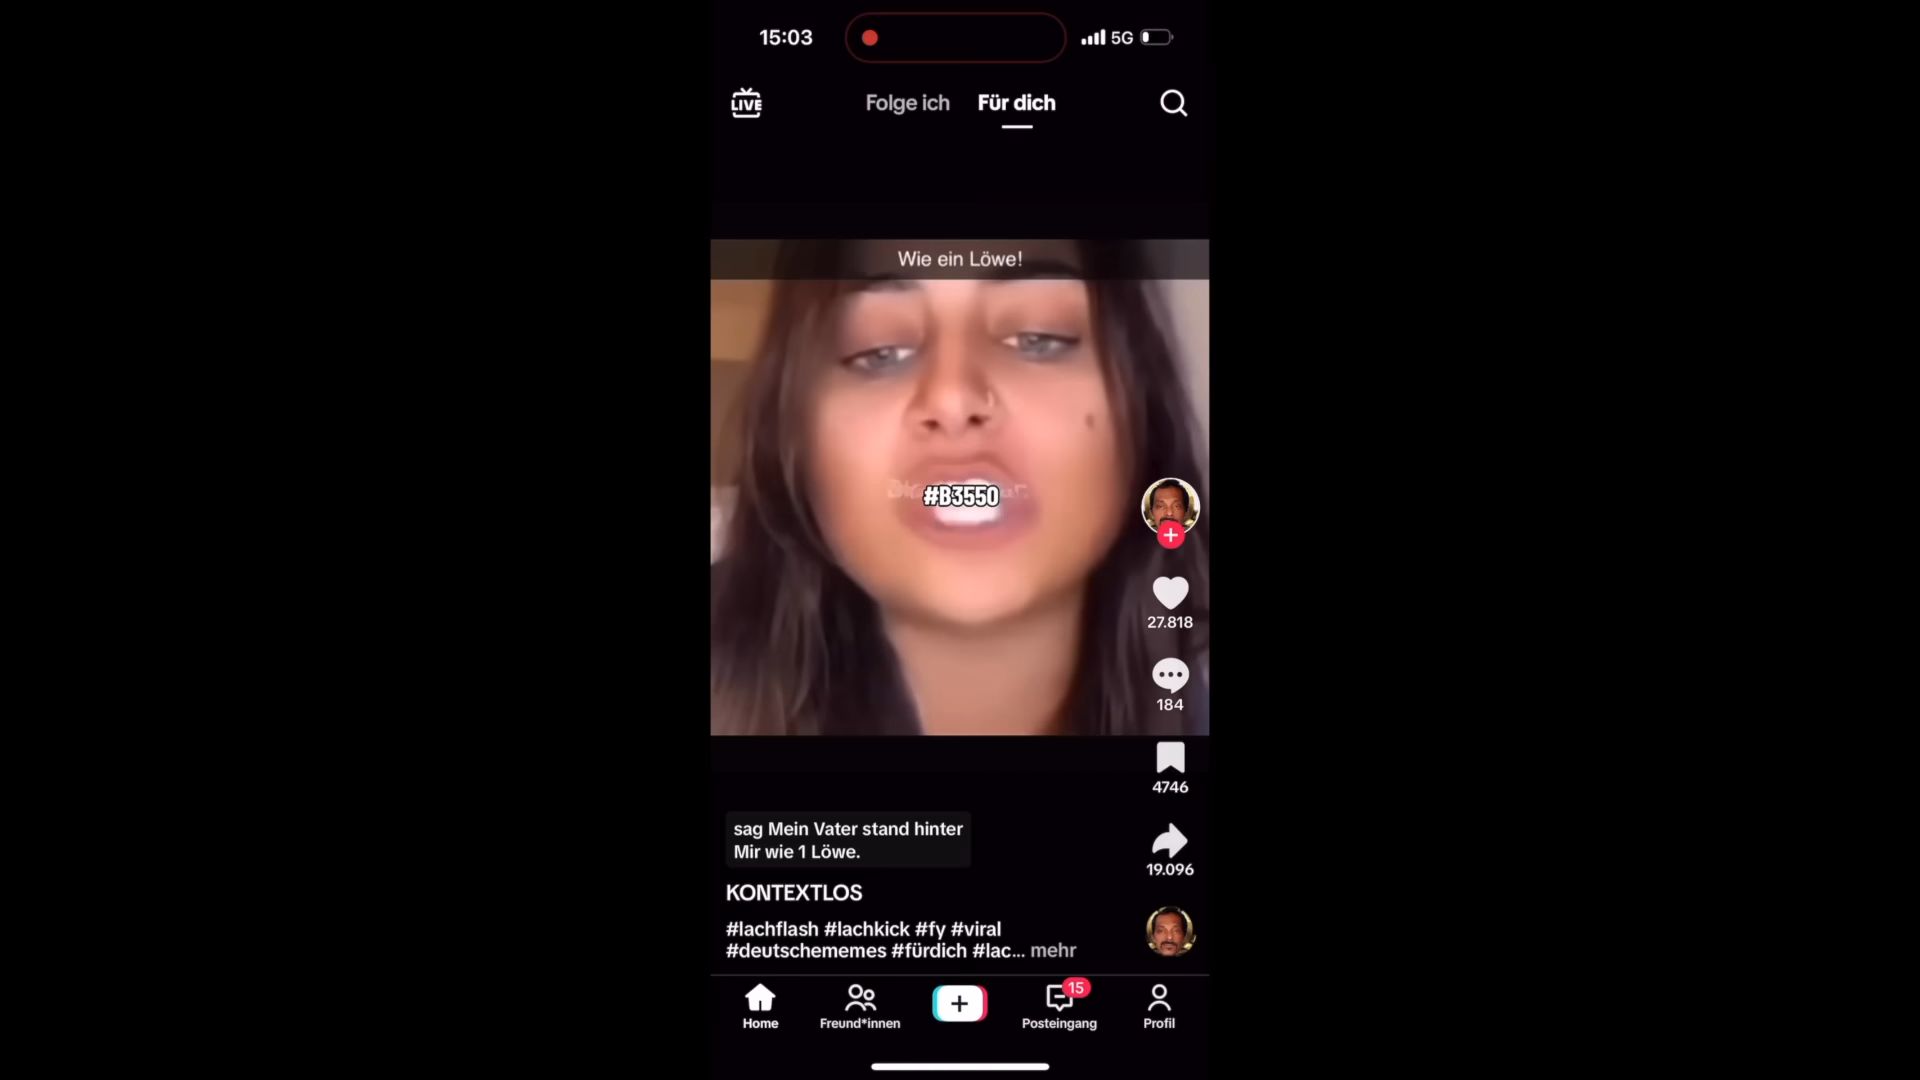 15:03
5G
LIVE
Folge ich
Für dich
Wie ein Löwe!
#B3550
27.818
184
4746
19.096
sag Mein Vater stand hinter
Mir wie 1 Löwe.
KONTEXTLOS
#lachflash #lachkick #fy #viral
#deutschememes #fürdich #lac... mehr
15
Home
Freund*innen
Posteingang
Profil